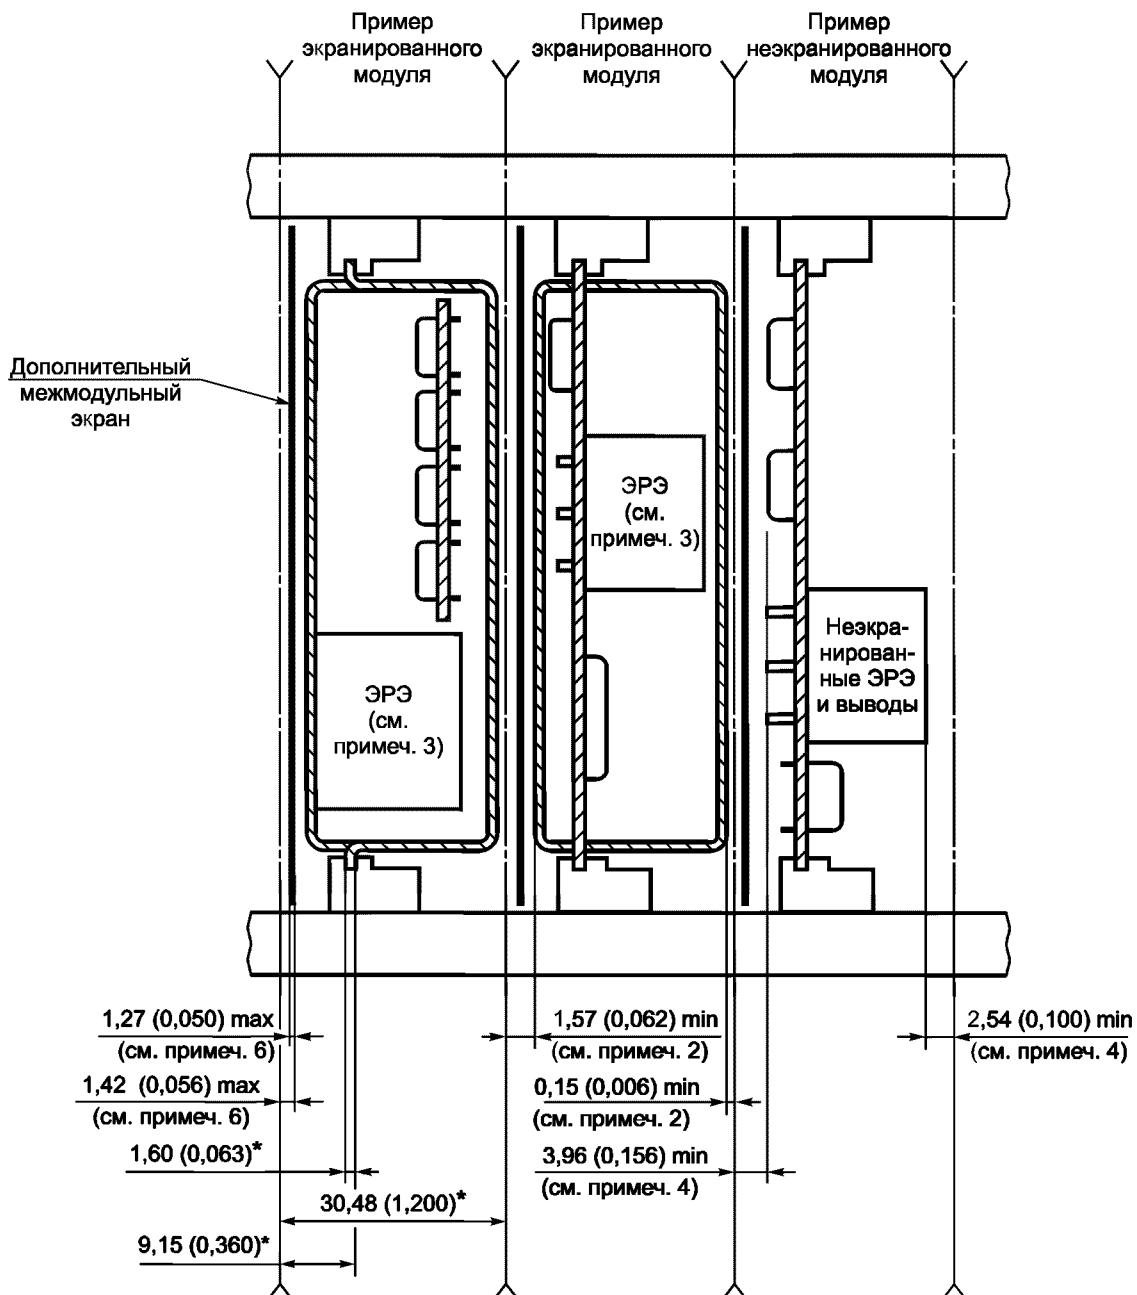 Пример
экранированного
модуля
Пример
экранированного
модуля
Пример
неэкранированного
модуля
Дополнительный
межмодульный
экран
ЭРЭ
(см.
примеч. 3)
ЭРЭ
(см.
примеч. 3)
Неэкра-
нирован-
ные ЭРЭ
и выводы
1,27 (0,050) max
(см. примеч. 6)
1,42 (0,056) max
(см. примеч. 6)
1,60 (0,063)*
30,48 (1,200)*
9,15 (0,360)*
1,57 (0,062) min
(см. примеч. 2)
0,15 (0,006) min
(см. примеч. 2)
3,96 (0,156) min
(см. примеч. 4)
2,54 (0,100) min
(см. примеч. 4)